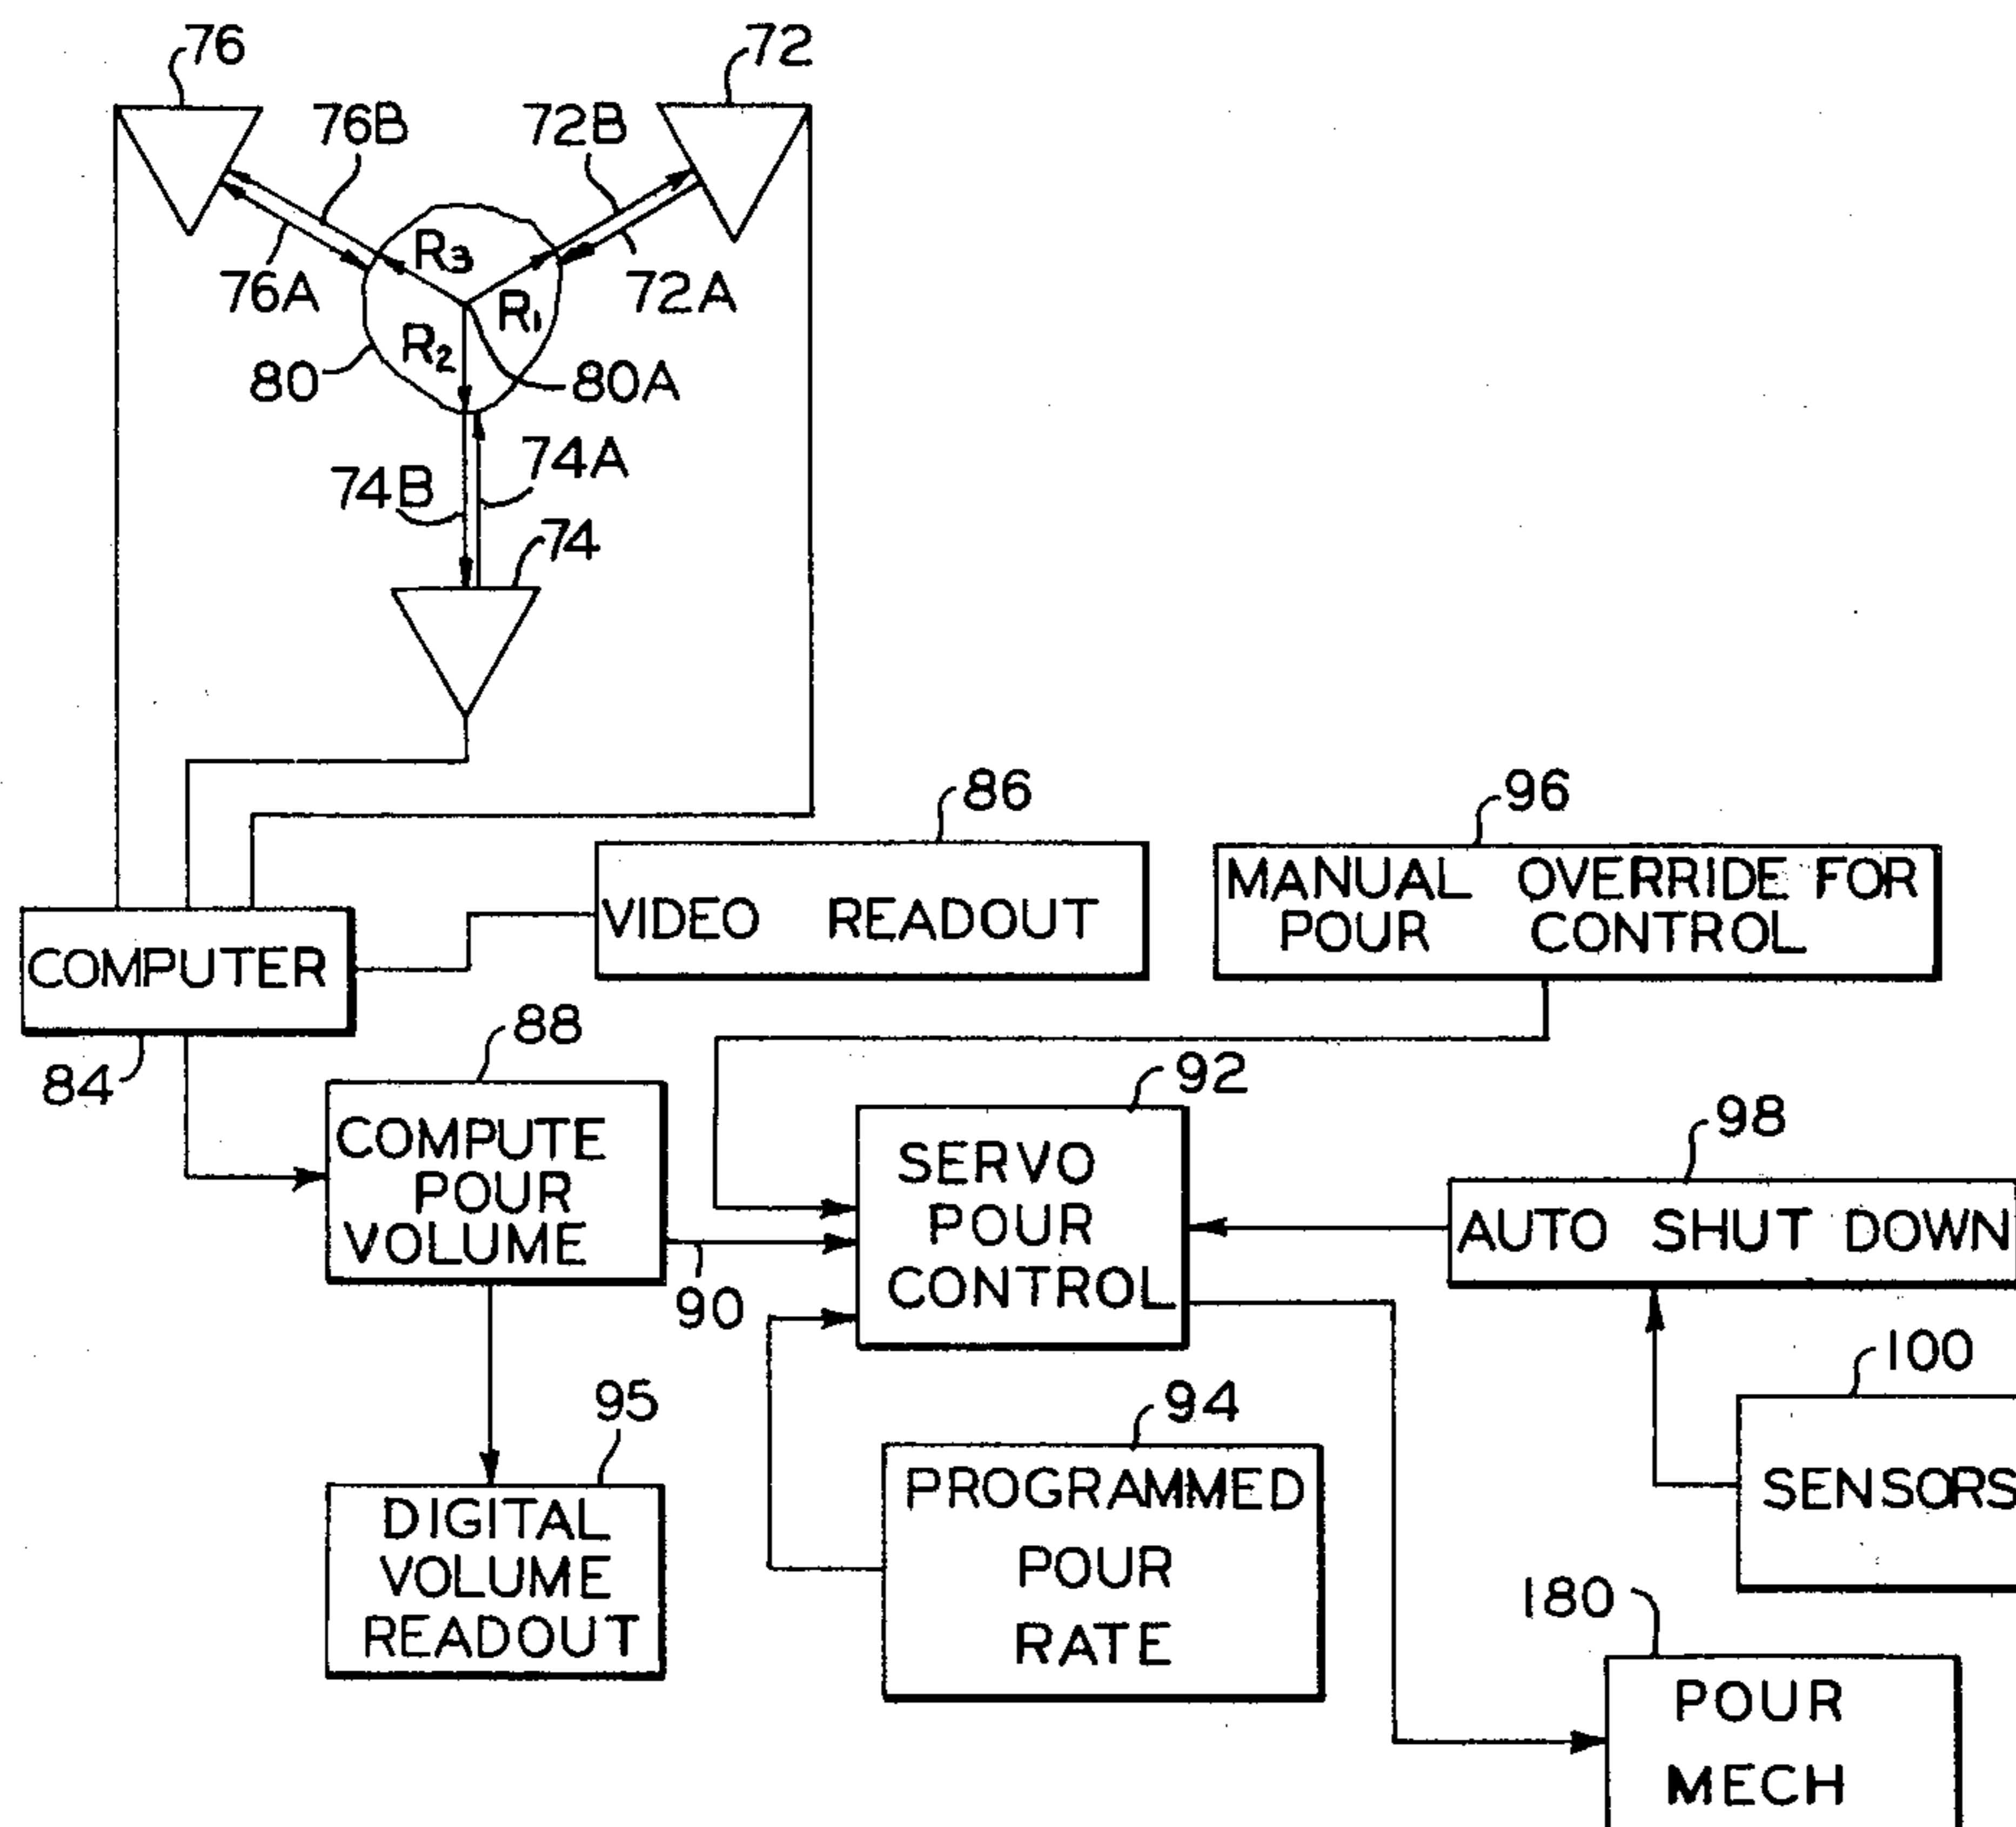 76
72
76B
72B
R3
R1
76A
72A
R2
80
80A
74A
74B
74
86
96
VIDEO READOUT
MANUAL OVERRIDE FOR
POUR CONTROL
COMPUTER
84
88
92
98
COMPUTE
POUR
VOLUME
SERVO
POUR
CONTROL
AUTO SHUT DOWN
90
100
95
94
SENSORS
DIGITAL
VOLUME
READOUT
PROGRAMMED
POUR
RATE
180
POUR
MECH